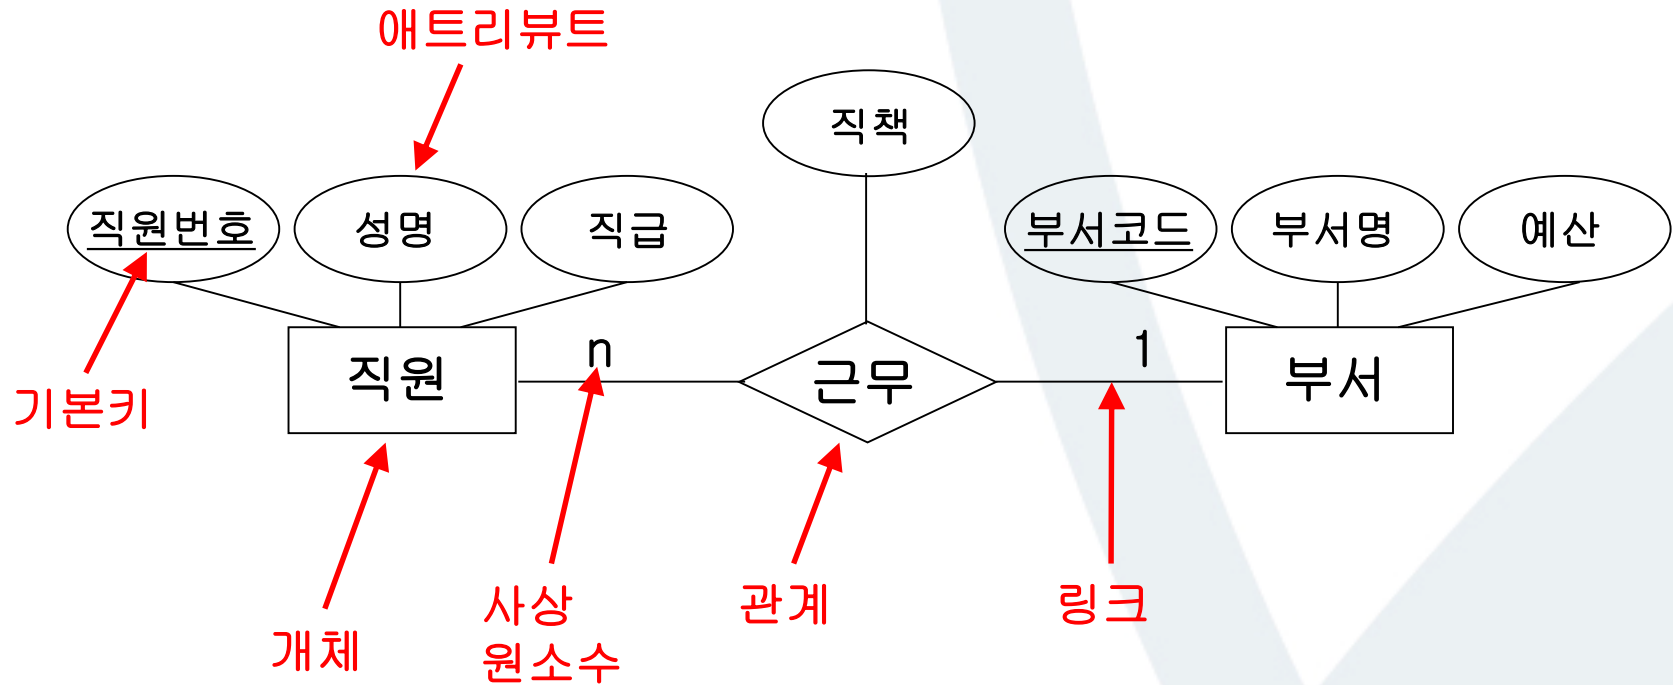 애트리뷰트
직책
직원번호
성명
직급
부서코드
부서명
예산
n
1
직원
근무
부서
기본키
사상
원소수
관계
링크
개체